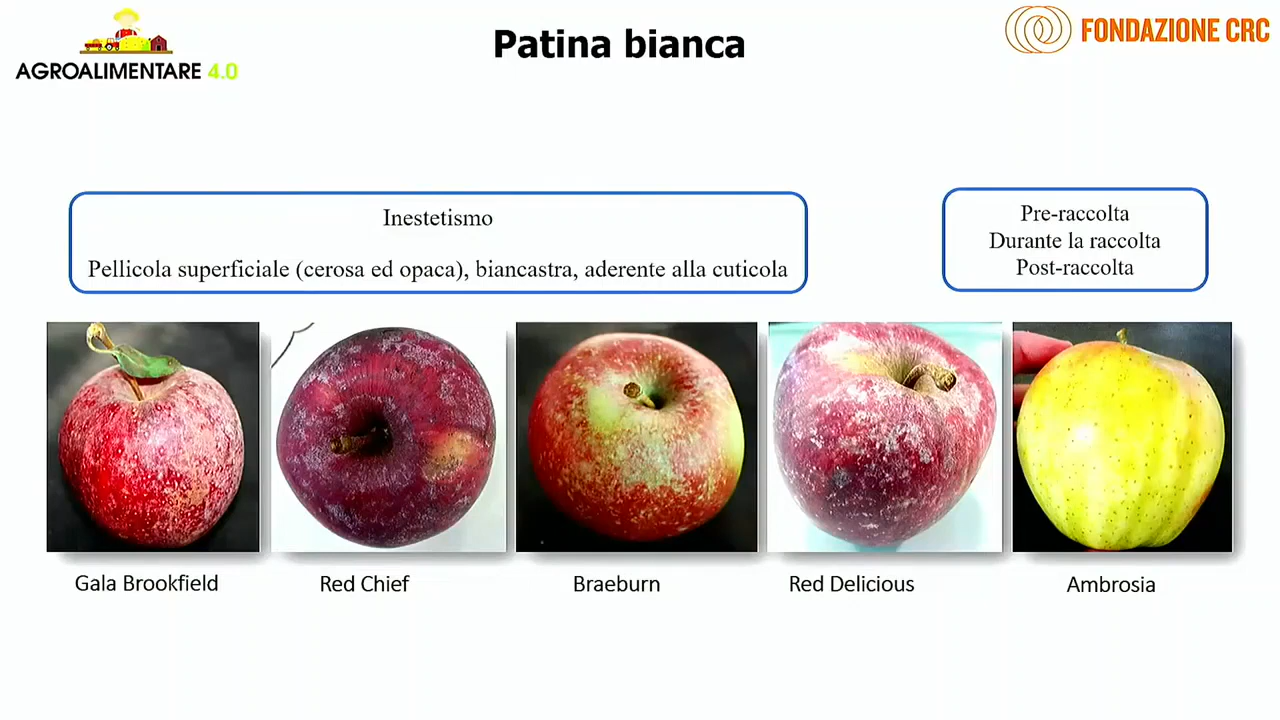 AGROALIMENTARE 4.0
Patina bianca
FONDAZIONE CRC
Inestetismo
Pellicola superficiale (cerosa ed opaca), biancastra, aderente alla cuticola
Pre-raccolta
Durante la raccolta
Post-raccolta
Gala Brookfield
Red Chief
Braeburn
Red Delicious
Ambrosia